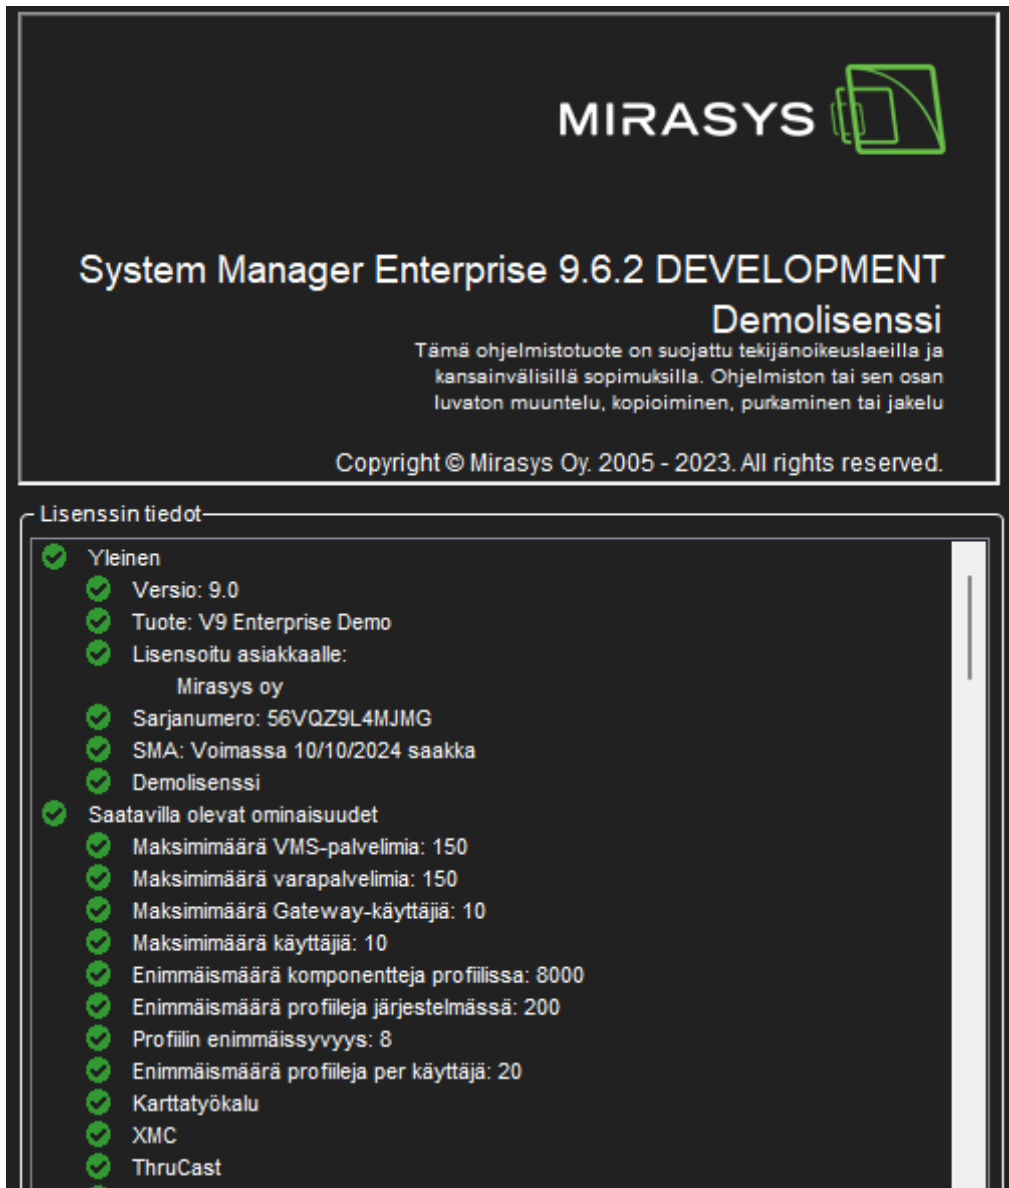 MIRASYS
System Manager Enterprise 9.6.2 DEVELOPMENT
Demolisenssi
Tämä ohjelmistotuote on suojattu tekijänoikeuslaeilla ja
kansainvälisillä sopimuksilla. Ohjelmiston tai sen osan
luvaton muuntelu, kopioiminen, purkaminen tai jakelu
Copyright © Mirasys Oy. 2005 - 2023. All rights reserved.
Lisenssin tiedot
Yleinen
Versio: 9.0
Tuote: V9 Enterprise Demo
Lisensoitu asiakkaalle:
Mirasys oy
Sarjanumero: 56VQZ9L4MJMG
SMA: Voimassa 10/10/2024 saakka
Demolisenssi
Saatavilla olevat ominaisuudet
Maksimimäärä VMS-palvelimia: 150
Maksimimäärä varapalvelimia: 150
Maksimimäärä Gateway-käyttäjiä: 10
Maksimimäärä käyttäjiä: 10
Enimmäismäärä komponentteja profiilissa: 8000
Enimmäismäärä profiileja järjestelmässä: 200
Profiilin enimmäissyvyys: 8
Enimmäismäärä profiileja per käyttäjä: 20
Karttatyökalu
XMC
ThruCast